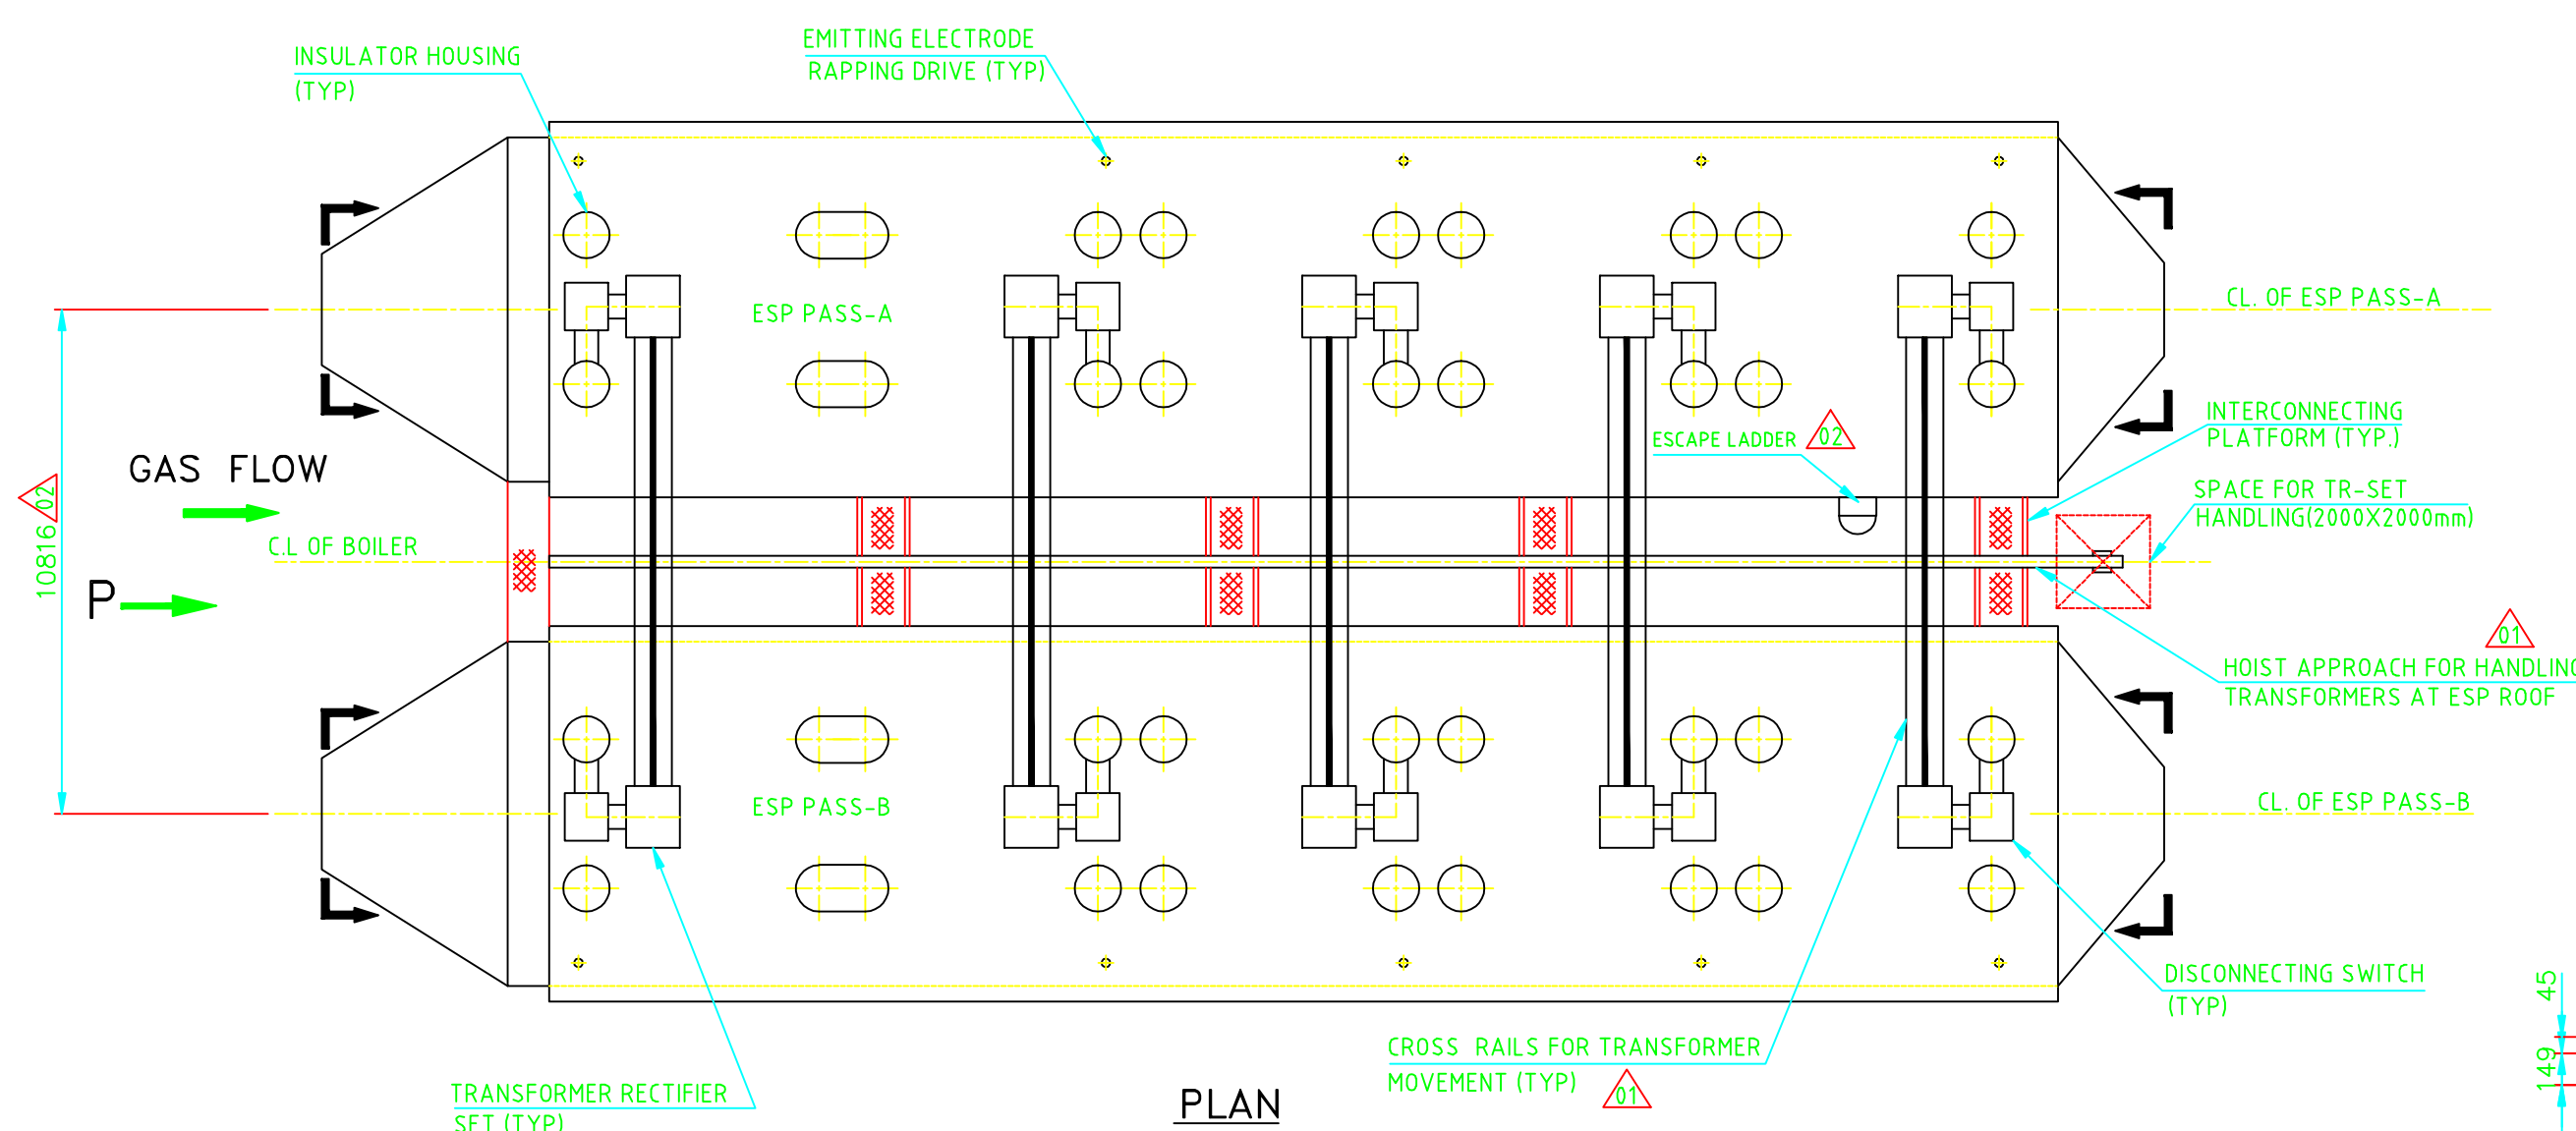 INSULATOR HOUSING
(TYP)
EMITTING ELECTRODE
RAPPING DRIVE (TYP)
ESP PASS-A
CL. OF ESP PASS-A
ESCAPE LADDER
02
INTERCONNECTING
PLATFORM (TYP.)
GAS FLOW
10816
02
SPACE FOR TR-SET
HANDLING(2000X2000mm)
C.L OF BOILER
P
01
HOIST APPROACH FOR HANDLING
TRANSFORMERS AT ESP ROOF
ESP PASS-B
CL. OF ESP PASS-B
DISCONNECTING SWITCH
(TYP)
45
149
CROSS RAILS FOR TRANSFORMER
MOVEMENT (TYP)
01
TRANSFORMER RECTIFIER
SET (TYP)
PLAN